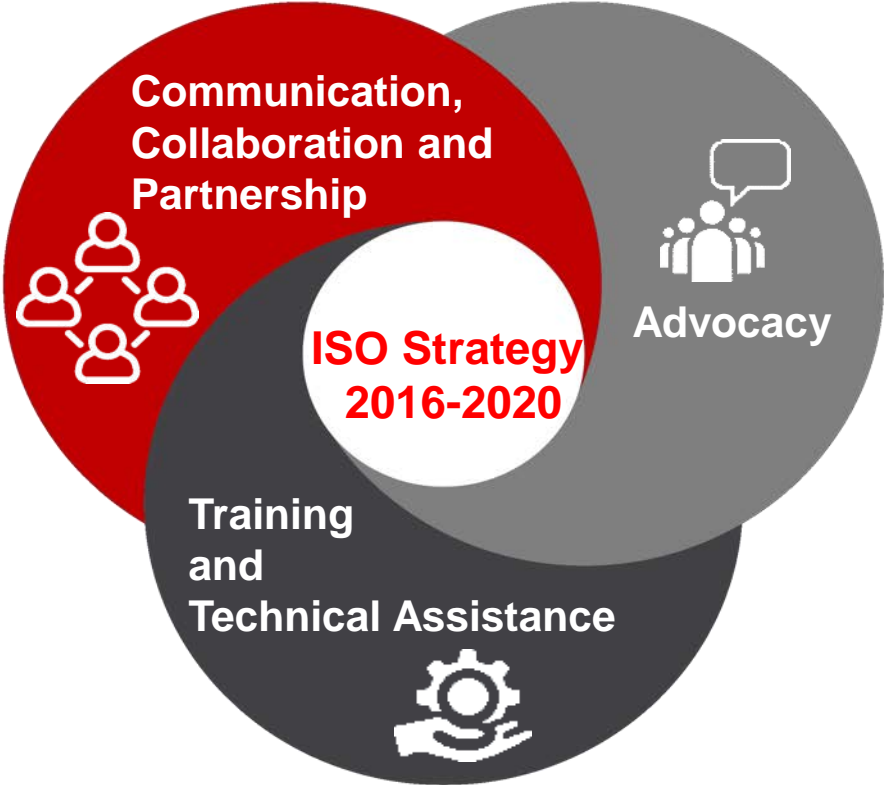 Communication,
Collaboration and
Partnership
Advocacy
ISO Strategy
2016-2020
Training
and
Technical Assistance